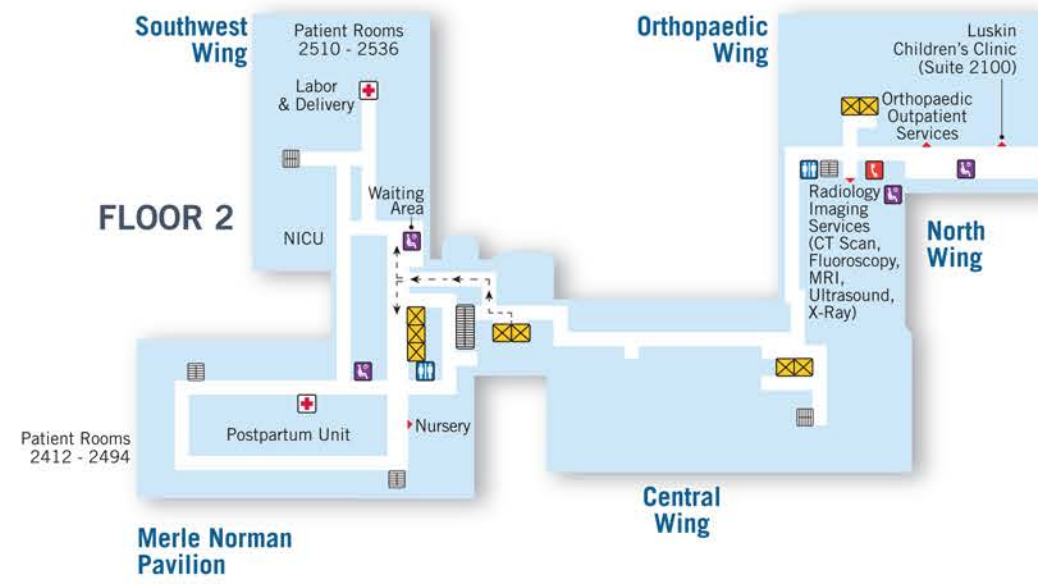 Southwest
Wing
Patient Rooms
2510 - 2536
Labor
& Delivery
Waiting
Area
FLOOR 2
NICU
Orthopaedic
Wing
Luskin
Children's Clinic
(Suite 2100)
Orthopaedic
Outpatient
Services
Radiology
Imaging
Services
(CT Scan,
Fluoroscopy,
MRI,
Ultrasound,
X-Ray)
North
Wing
Patient Rooms
2412 - 2494
Postpartum Unit
Nursery
Merle Norman
Pavilion
Central
Wing